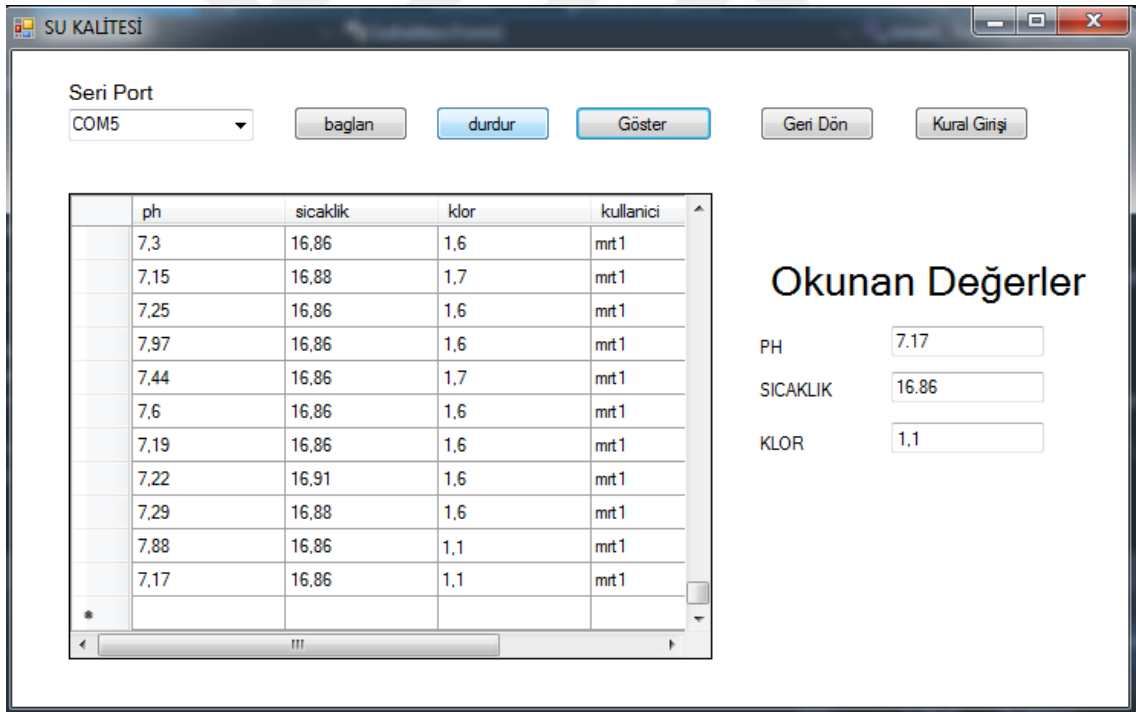 SU KALİTESİ
Seri Port
COM5 baglan durdur Göster Geri Dön Kural Girişi
ph sicaklik klor kullanici
7,3 16,86 1,6 mrt1
7,15 16,88 1,7 mrt1
7,25 16,86 1,6 mrt1
7,97 16,86 1,6 mrt1
7,44 16,86 1,7 mrt1
7,6 16,86 1,6 mrt1
7,19 16,86 1,6 mrt1
7,22 16,91 1,6 mrt1
7,29 16,88 1,6 mrt1
7,88 16,86 1,1 mrt1
7,17 16,86 1,1 mrt1
Okunan Değerler
PH 7.17
SICAKLIK 16.86
KLOR 1,1